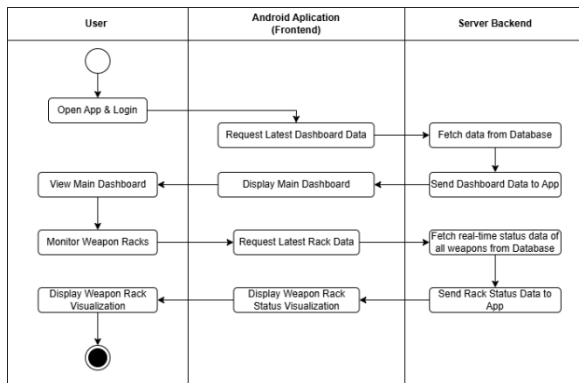 User
Android Aplication
(Frontend)
Server Backend
Open App & Login
Request Latest Dashboard Data
Fetch data from Database
View Main Dashboard
Display Main Dashboard
Send Dashboard Data to App
Monitor Weapon Racks
Request Latest Rack Data
Fetch real-time status data of
all weapons from Database
Display Weapon Rack
Visualization
Display Weapon Rack
Status Visualization
Send Rack Status Data to
App